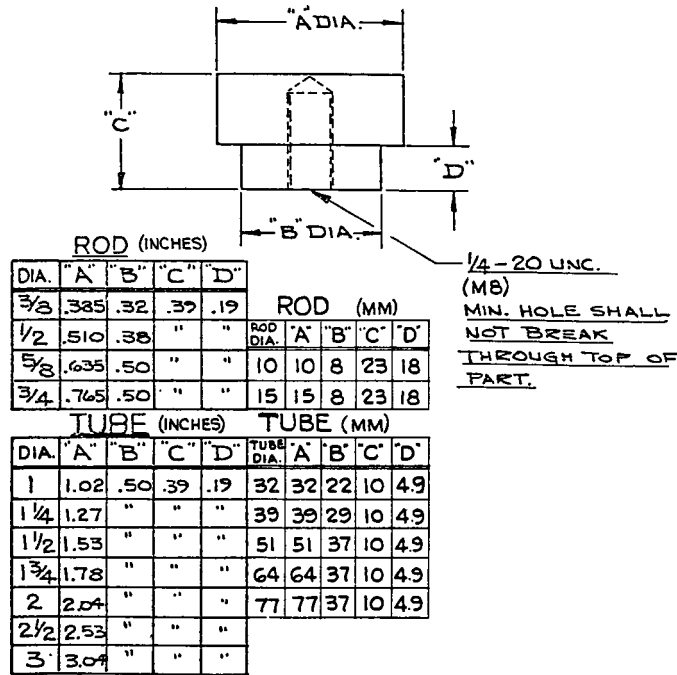 "A" DIA.
"C"
"D"
"B" DIA.
1/4-20 UNC.
(M8)
MIN. HOLE SHALL
NOT BREAK
THROUGH TOP OF
PART.
ROD (INCHES)
DIA. "A" "B" "C" "D"
3/8 .385 .32 .39 .19
1/2 .510 .38 " "
5/8 .635 .50 " "
3/4 .765 .50 " "
ROD (MM)
ROD DIA. "A" "B" "C" "D"
10 10 8 23 18
15 15 8 23 18
TUBE (INCHES)
DIA. "A" "B" "C" "D"
1 1.02 .50 .39 .19
1 1/4 1.27 " " "
1 1/2 1.53 " " "
1 3/4 1.78 " " "
2 2.04 " " "
2 1/2 2.53 " " "
3 3.04 " " "
TUBE (MM)
TUBE DIA. "A" "B" "C" "D"
32 32 22 10 4.9
39 39 29 10 4.9
51 51 37 10 4.9
64 64 37 10 4.9
77 77 37 10 4.9